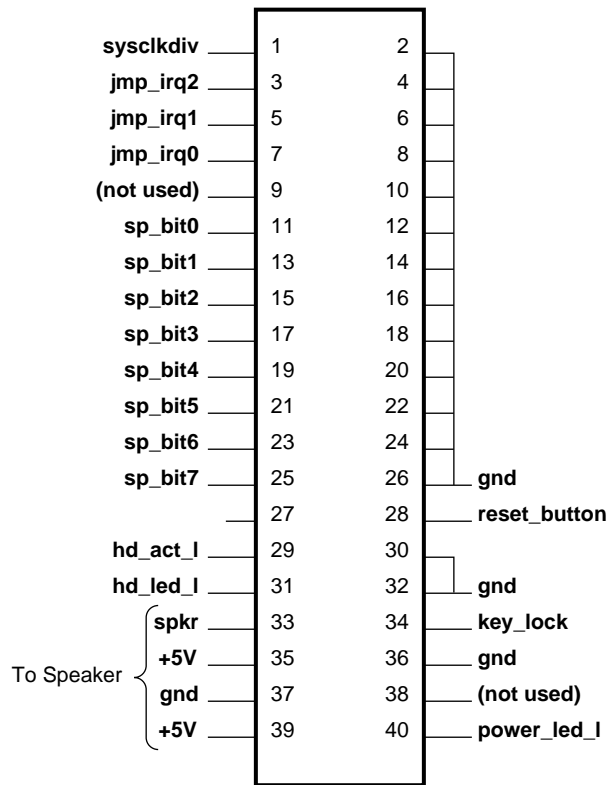 sysclkdiv 1 2
jmp_irq2 3 4
jmp_irq1 5 6
jmp_irq0 7 8
(not used) 9 10
sp_bit0 11 12
sp_bit1 13 14
sp_bit2 15 16
sp_bit3 17 18
sp_bit4 19 20
sp_bit5 21 22
sp_bit6 23 24
sp_bit7 25 26 gnd
27 28 reset_button
hd_act_l 29 30
hd_led_l 31 32 gnd
spkr 33 34 key_lock
+5V 35 36 gnd
To Speaker
gnd 37 38 (not used)
+5V 39 40 power_led_l